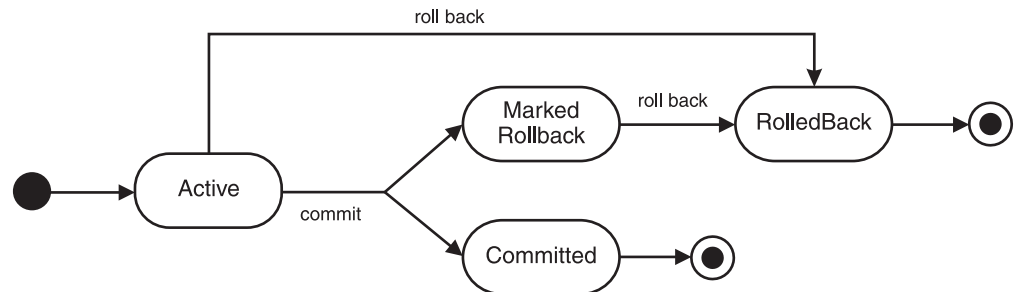 roll back
Marked
Rollback
roll back
RolledBack
Active
commit
Committed